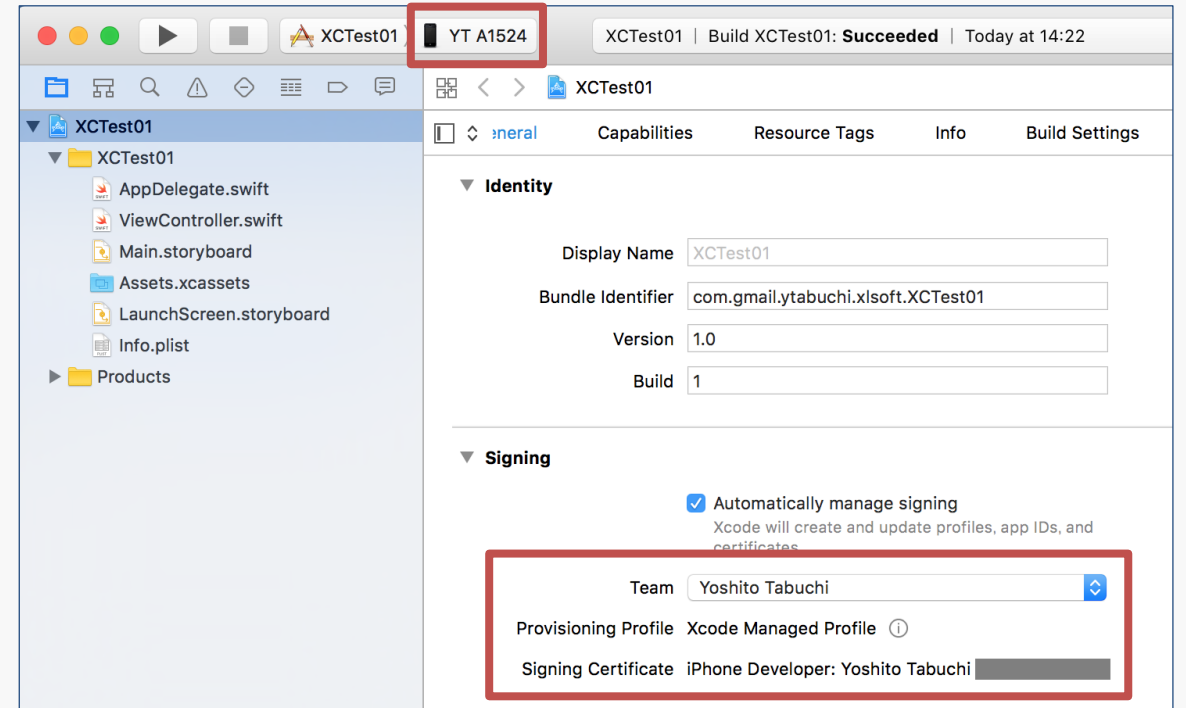 XCTest01 YT A1524 XCTest01 | Build XCTest01: Succeeded | Today at 14:22
XCTest01
XCTest01
eneral Capabilities Resource Tags Info Build Settings
XCTest01
AppDelegate.swift
ViewController.swift
Main.storyboard
Assets.xcassets
LaunchScreen.storyboard
Info.plist
Products
Identity
Display Name XCTest01
Bundle Identifier com.gmail.ytabuchi.xlsoft.XCTest01
Version 1.0
Build 1
Signing
Automatically manage signing
Xcode will create and update profiles, app IDs, and
certificates
Team Yoshito Tabuchi
Provisioning Profile Xcode Managed Profile
Signing Certificate iPhone Developer: Yoshito Tabuchi